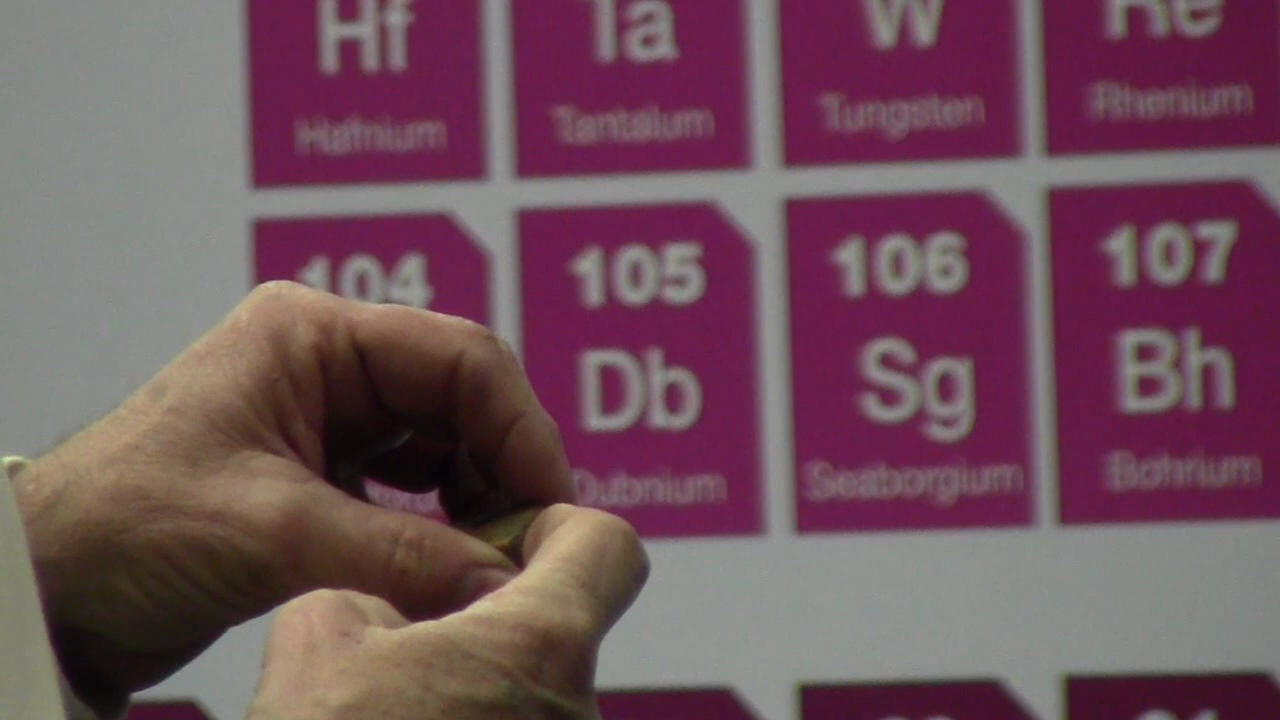 Hf
Hafnium
Ta
Tantalum
W
Tungsten
Re
Rhenium
104
105
Db
Dubnium
106
Sg
Seaborgium
107
Bh
Bohrium